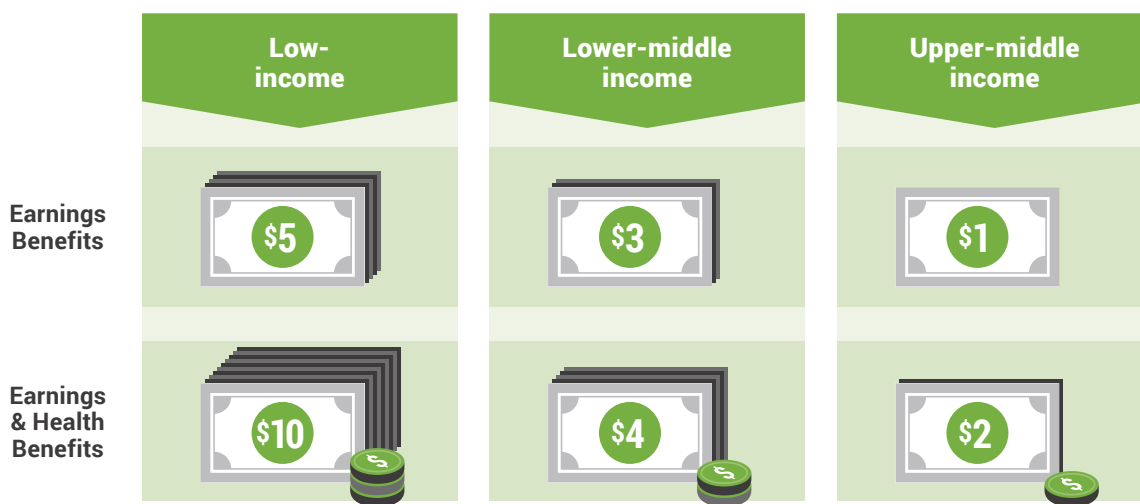 Low-
income
Lower-middle
income
Upper-middle
income
Earnings
Benefits
$5
$3
$1
Earnings
& Health
Benefits
$10
$
$4
$
$2
$